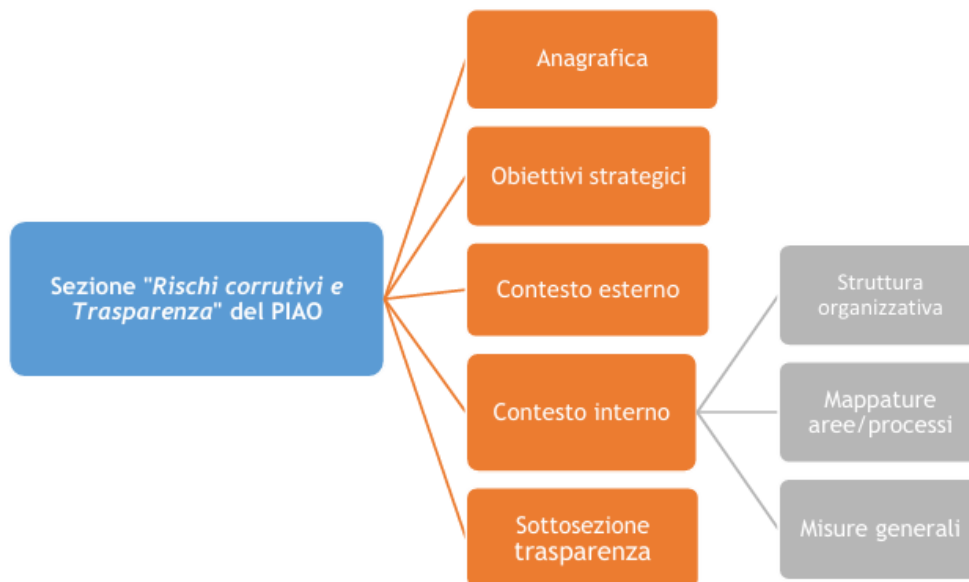 Anagrafica
Obiettivi strategici
Sezione "Rischi corrutivi e
Trasparenza" del PIAO
Contesto esterno
Struttura
organizzativa
Contesto interno
Mappature
aree/processi
Sottosezione
trasparenza
Misure generali